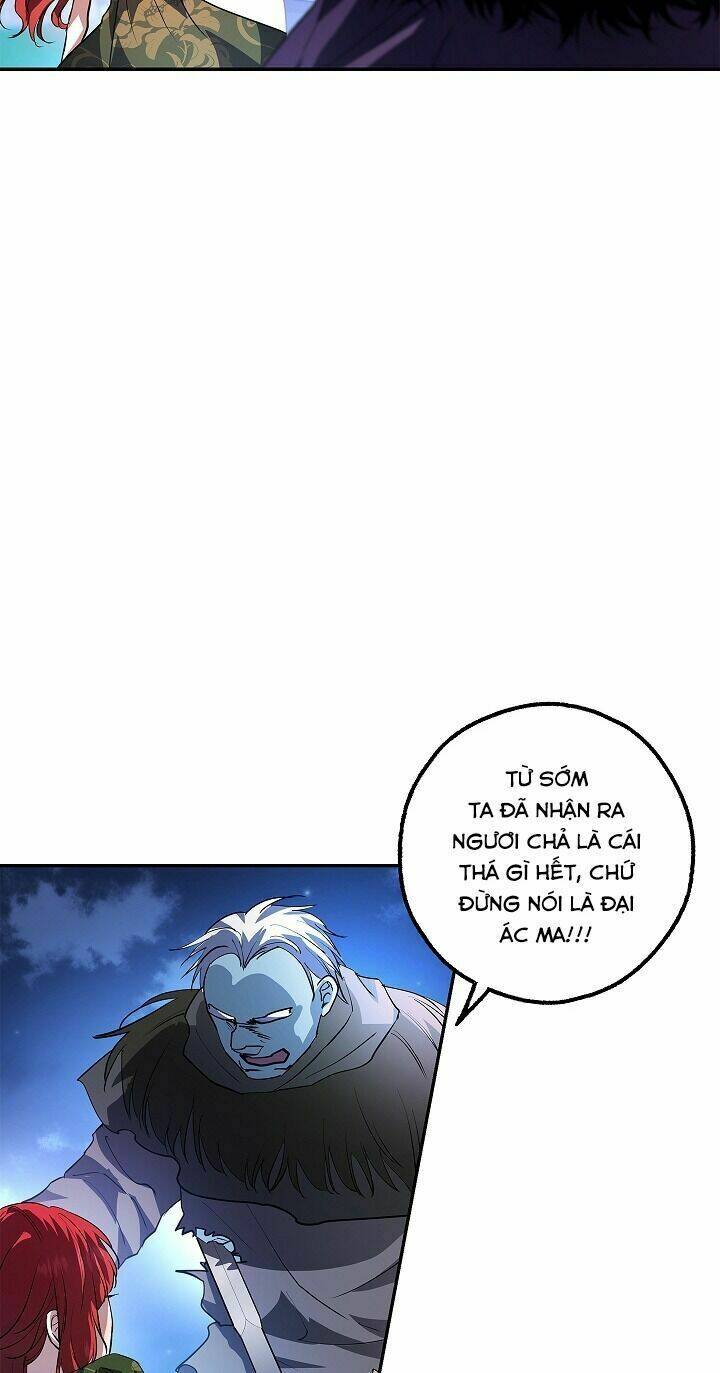 TỪ SỚM
TA ĐÃ NHẬN RA
NGƯƠI CHẢ LÀ CÁI
THÁ GÌ HẾT, CHỨ
ĐỪNG NÓI LÀ ĐẠI
ÁC MA!!!